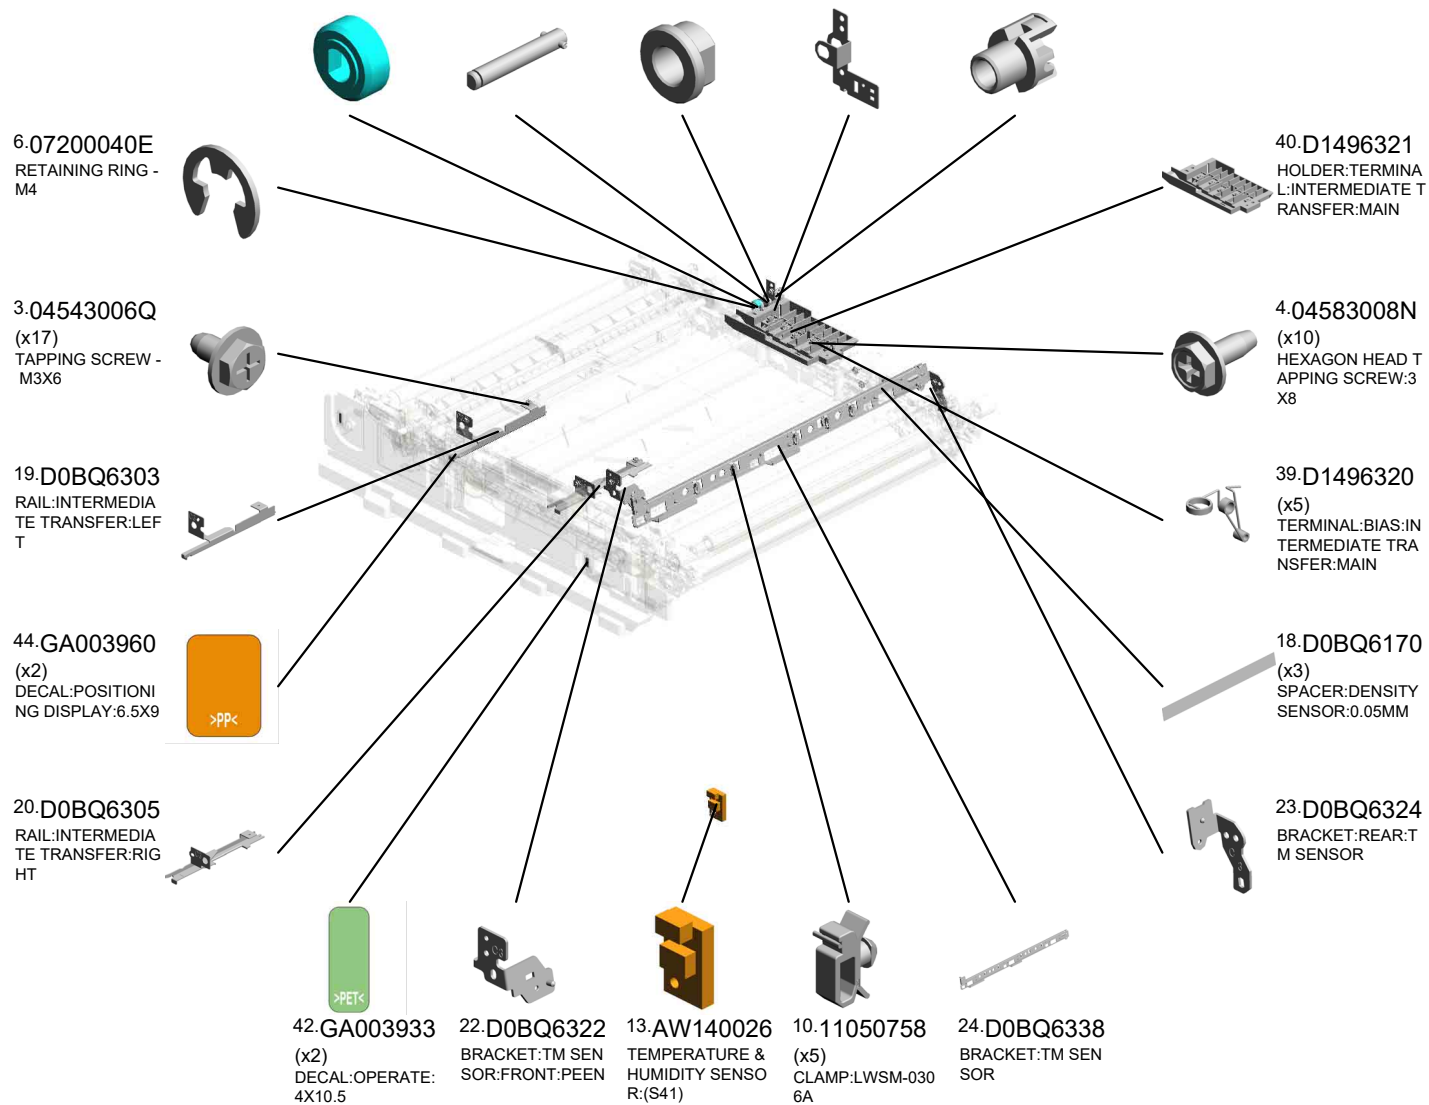 6.07200040E
RETAINING RING -
M4
3.04543006Q
(x17)
TAPPING SCREW -
M3X6
19.D0BQ6303
RAIL:INTERMEDIA
TE TRANSFER:LEF
T
44.GA003960
(x2)
DECAL:POSITIONI
NG DISPLAY:6.5X9
>PP<
20.D0BQ6305
RAIL:INTERMEDIA
TE TRANSFER:RIG
HT
40.D1496321
HOLDER:TERMINA
L:INTERMEDIATE T
RANSFER:MAIN
4.04583008N
(x10)
HEXAGON HEAD T
APPING SCREW:3
X8
39.D1496320
(x5)
TERMINAL:BIAS:IN
TERMEDIATE TRA
NSFER:MAIN
18.D0BQ6170
(x3)
SPACER:DENSITY
SENSOR:0.05MM
23.D0BQ6324
BRACKET:REAR:T
M SENSOR
>PET<
42.GA003933
(x2)
DECAL:OPERATE:
4X10.5
22.D0BQ6322
BRACKET:TM SEN
SOR:FRONT:PEEN
13.AW140026
TEMPERATURE &
HUMIDITY SENSO
R:(S41)
10.11050758
(x5)
CLAMP:LWSM-030
6A
24.D0BQ6338
BRACKET:TM SEN
SOR